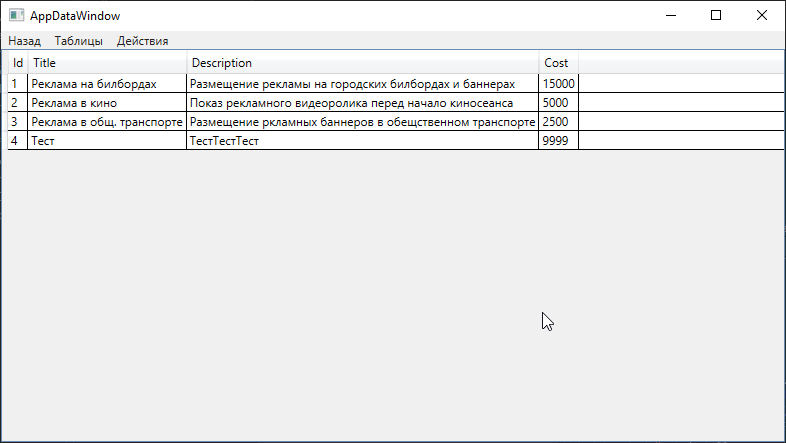 AppDataWindow
Назад Таблицы Действия
Id Title Description Cost
1 Реклама на билбордах Размещение рекламы на городских билбордах и баннерах 15000
2 Реклама в кино Показ рекламного видеоролика перед начало киносеанса 5000
3 Реклама в общ. транспорте Размещение ркламных баннеров в обещственном транспорте 2500
4 Тест ТестТестТест 9999